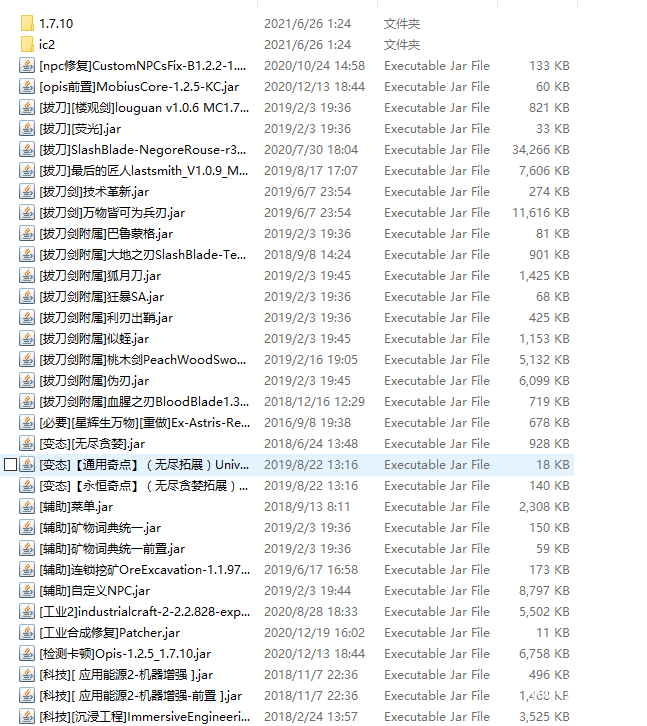 1.7.10 2021/6/26 1:24 文件夹
ic2 2021/6/26 1:24 文件夹
[npc修复]CustomNPCsFix-B1.2.2-1.... 2020/10/24 14:58 Executable Jar File 133 KB
[opis前置]MobiusCore-1.2.5-KC.jar 2020/12/13 18:44 Executable Jar File 60 KB
[拔刀][楼观剑]louguan v1.0.6 MC1.7... 2019/2/3 19:36 Executable Jar File 821 KB
[拔刀][荧光].jar 2019/2/3 19:36 Executable Jar File 33 KB
[拔刀]SlashBlade-NegoreRouse-r3... 2020/7/30 18:04 Executable Jar File 34,266 KB
[拔刀]最后的匠人lastsmith_V1.0.9_M... 2019/8/17 17:07 Executable Jar File 7,606 KB
[拔刀剑]技术革新.jar 2019/6/7 23:54 Executable Jar File 274 KB
[拔刀剑]万物皆可为兵刃.jar 2019/6/7 23:54 Executable Jar File 11,616 KB
[拔刀剑附属]巴鲁蒙格.jar 2019/2/3 19:36 Executable Jar File 81 KB
[拔刀剑附属]大地之刃SlashBlade-Te... 2018/9/8 14:24 Executable Jar File 901 KB
[拔刀剑附属]狐月刀.jar 2019/2/3 19:45 Executable Jar File 1,425 KB
[拔刀剑附属]狂暴SA.jar 2019/2/3 19:36 Executable Jar File 68 KB
[拔刀剑附属]利刃出鞘.jar 2019/2/3 19:36 Executable Jar File 425 KB
[拔刀剑附属]似蛭.jar 2019/2/3 19:45 Executable Jar File 1,153 KB
[拔刀剑附属]桃木剑PeachWoodSwo... 2019/2/16 19:05 Executable Jar File 5,132 KB
[拔刀剑附属]伪刃.jar 2019/2/3 19:45 Executable Jar File 6,099 KB
[拔刀剑附属]血腥之刃BloodBlade1.3... 2018/12/16 12:29 Executable Jar File 719 KB
[必要][星辉生万物][重做]Ex-Astris-Re... 2016/9/8 19:38 Executable Jar File 678 KB
[变态][无尽贪婪].jar 2018/6/24 13:48 Executable Jar File 928 KB
[变态]【通用奇点】（无尽拓展）Univ... 2019/8/22 13:16 Executable Jar File 18 KB
[变态]【永恒奇点】（无尽贪婪拓展）... 2019/8/22 13:16 Executable Jar File 140 KB
[辅助]菜单.jar 2018/9/13 8:11 Executable Jar File 2,308 KB
[辅助]矿物词典统一.jar 2019/2/3 19:36 Executable Jar File 150 KB
[辅助]矿物词典统一前置.jar 2019/2/3 19:36 Executable Jar File 59 KB
[辅助]连锁挖矿OreExcavation-1.1.97... 2019/6/17 16:58 Executable Jar File 173 KB
[辅助]自定义NPC.jar 2019/2/3 19:44 Executable Jar File 8,797 KB
[工业2]industrialcraft-2-2.2.828-exp... 2020/8/28 18:33 Executable Jar File 5,502 KB
[工业合成修复]Patcher.jar 2020/12/19 16:02 Executable Jar File 11 KB
[检测卡顿]Opis-1.2.5_1.7.10.jar 2020/12/13 18:44 Executable Jar File 6,758 KB
[科技][ 应用能源2-机器增强 ].jar 2018/11/7 22:36 Executable Jar File 496 KB
[科技][ 应用能源2-机器增强-前置 ].jar 2018/11/7 22:36 Executable Jar File KB
[科技][沉浸工程]ImmersiveEngineeri... 2018/2/24 13:57 Executable Jar File 3,525 KB